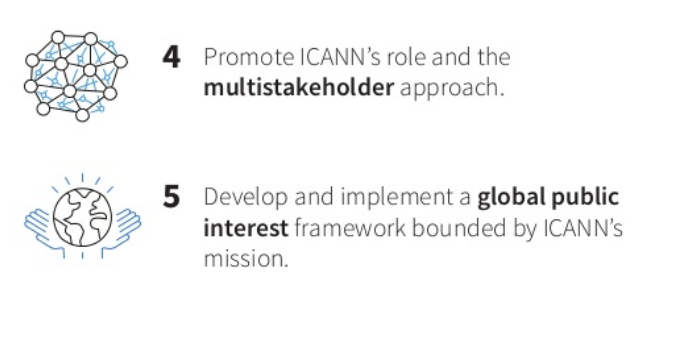 4 Promote ICANN’s role and the
multistakeholder approach.
5 Develop and implement a global public
interest framework bounded by ICANN’s
mission.